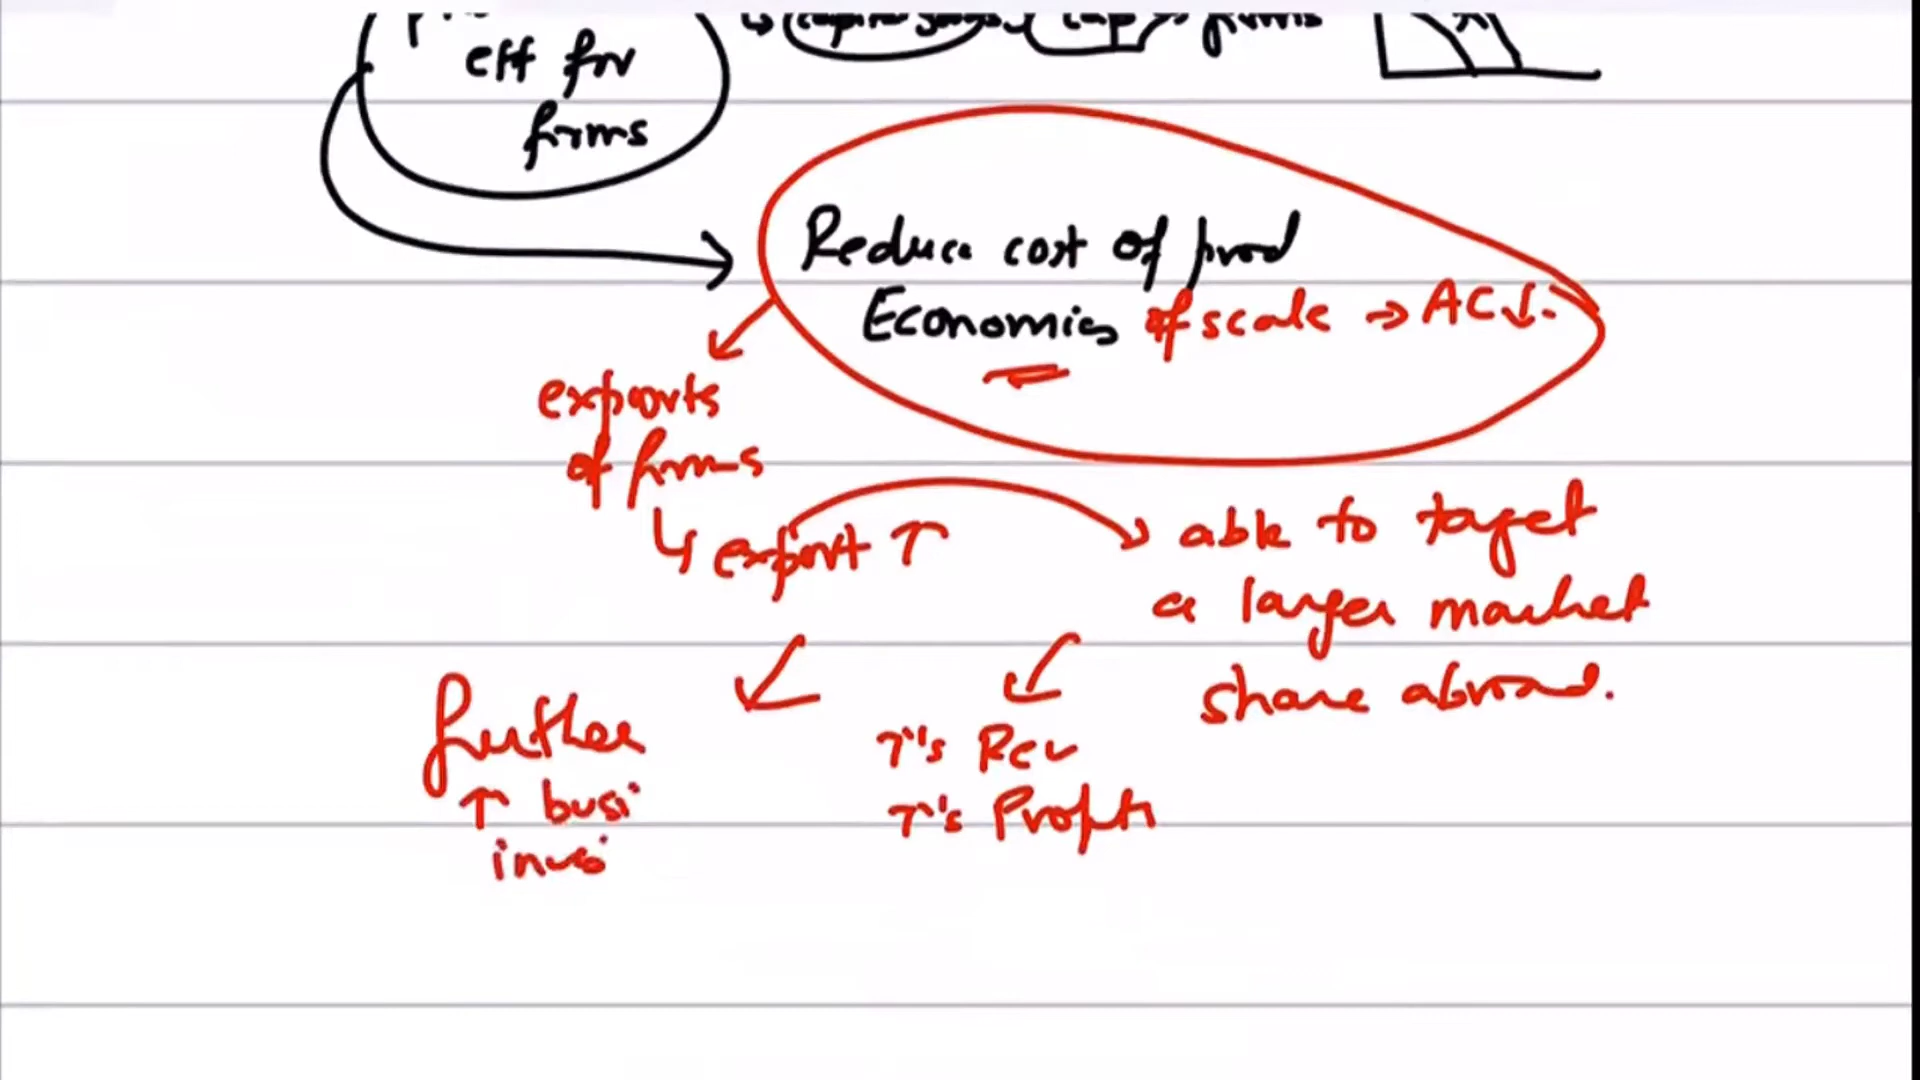 eff for
firms
Reduce cost of prod
Economies of scale → AC↓.
exports
of firms
↳ export ↑
→ able to target
a larger market
share abroad.
further
↑ busi
inves
↑'s Rev
↑'s Profits